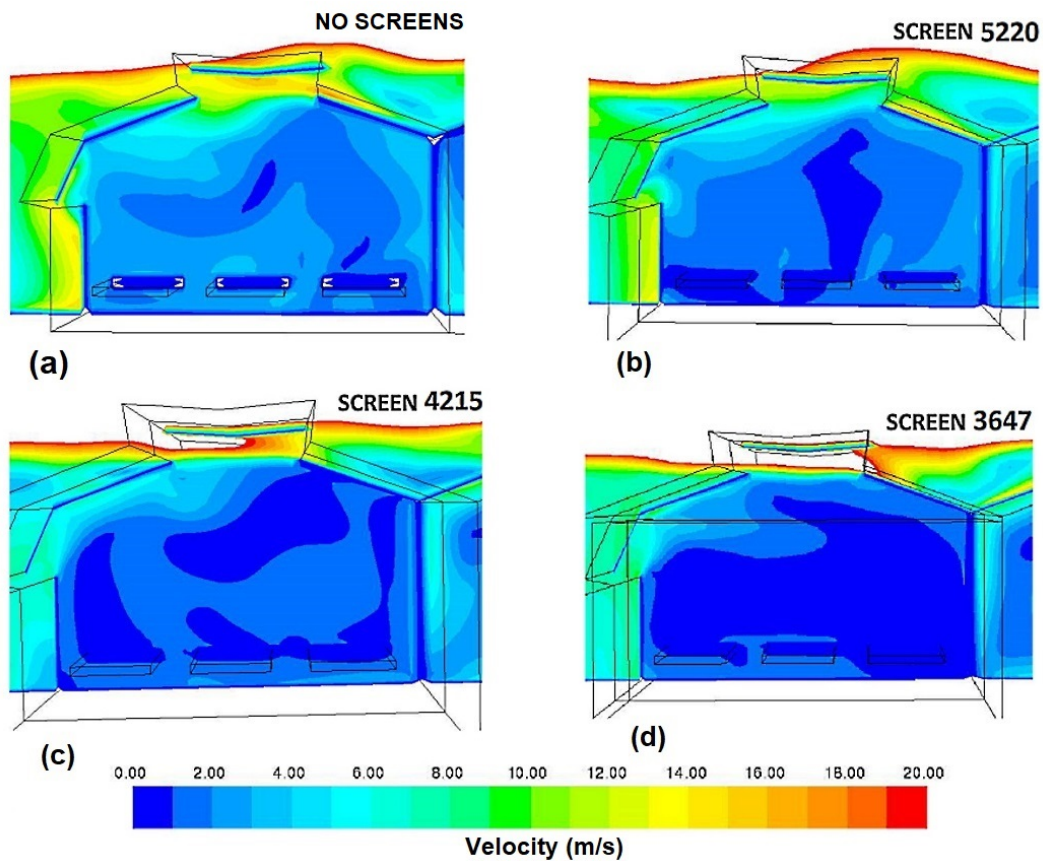 NO SCREENS
SCREEN 5220
(a)
(b)
SCREEN 4215
SCREEN 3647
(c)
(d)
0.00 2.00 4.00 6.00 8.00 10.00 12.00 14.00 16.00 18.00 20.00
Velocity (m/s)